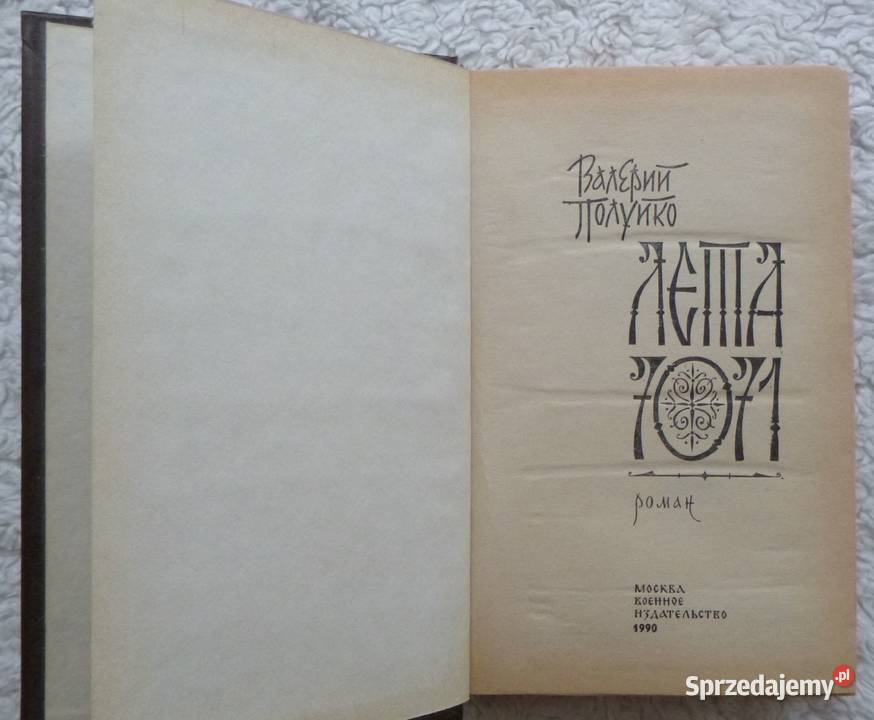 Валерий
Полуйко
ЛЕТА
7071
роман
МОСКВА
ВОЕННОЕ
ИЗДАТЕЛЬСТВО
1990
Sprzedajemy.pl